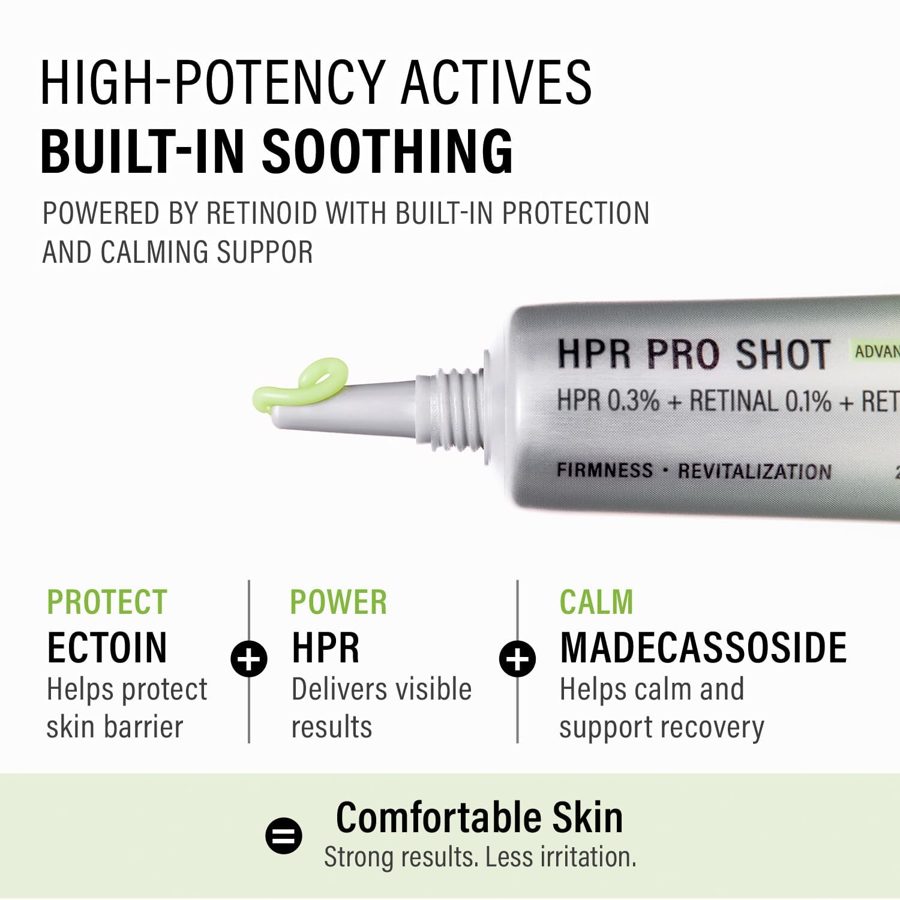 HIGH-POTENCY ACTIVES
BUILT-IN SOOTHING
POWERED BY RETINOID WITH BUILT-IN PROTECTION
AND CALMING SUPPOR
HPR PRO SHOT
HPR 0.3% + RETINAL 0.1% +
FIRMNESS • REVITALIZATION
PROTECT
ECTOIN
Helps protect
skin barrier
+
POWER
HPR
Delivers visible
results
+
CALM
MADECASSOSIDE
Helps calm and
support recovery
= Comfortable Skin
Strong results. Less irritation.